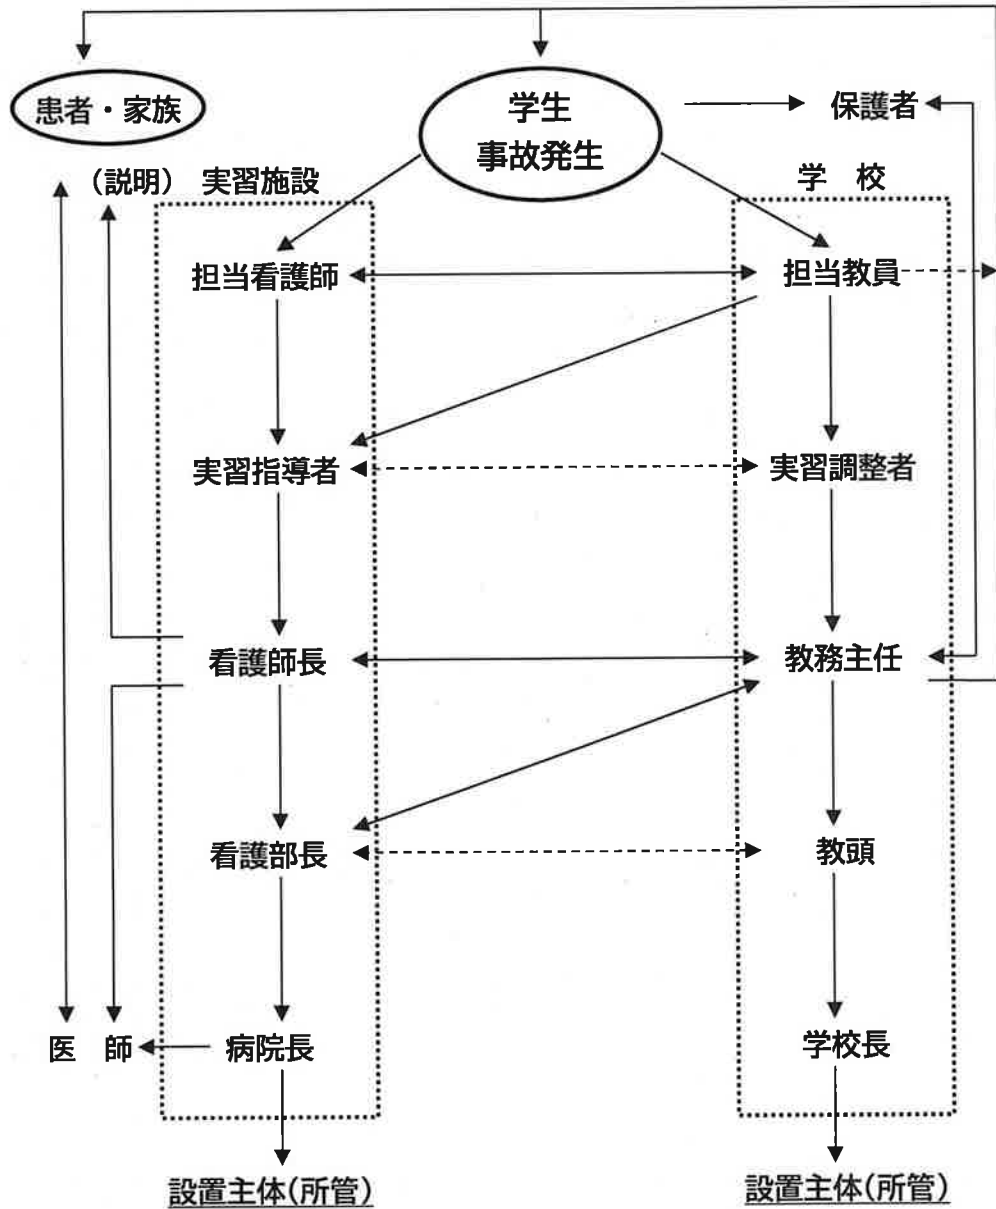 患者・家族
学生
事故発生
保護者
（説明） 実習施設
学　校
担当看護師
担当教員
実習指導者
実習調整者
看護師長
教務主任
看護部長
教頭
医　師
病院長
学校長
設置主体(所管)
設置主体(所管)